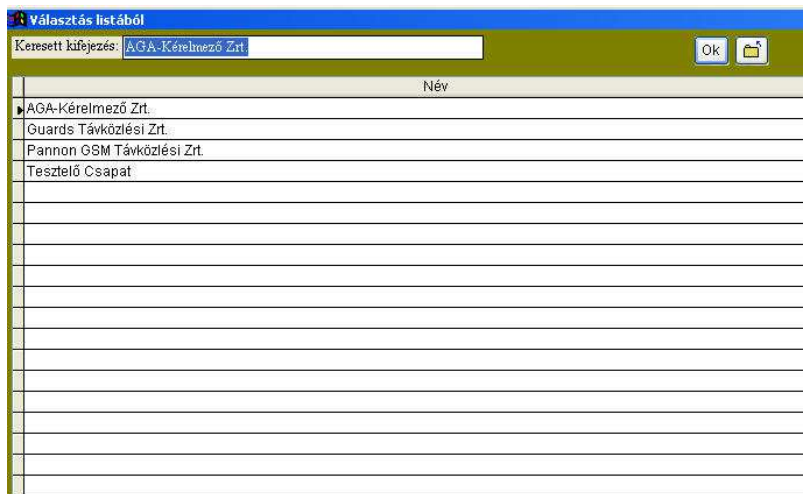 Választás listából
Keresett kifejezés: AGA-Kérelmező Zrt.
Ok
Név
AGA-Kérelmező Zrt.
Guards Távközlési Zrt.
Pannon GSM Távközlési Zrt.
Tesztelő Csapat